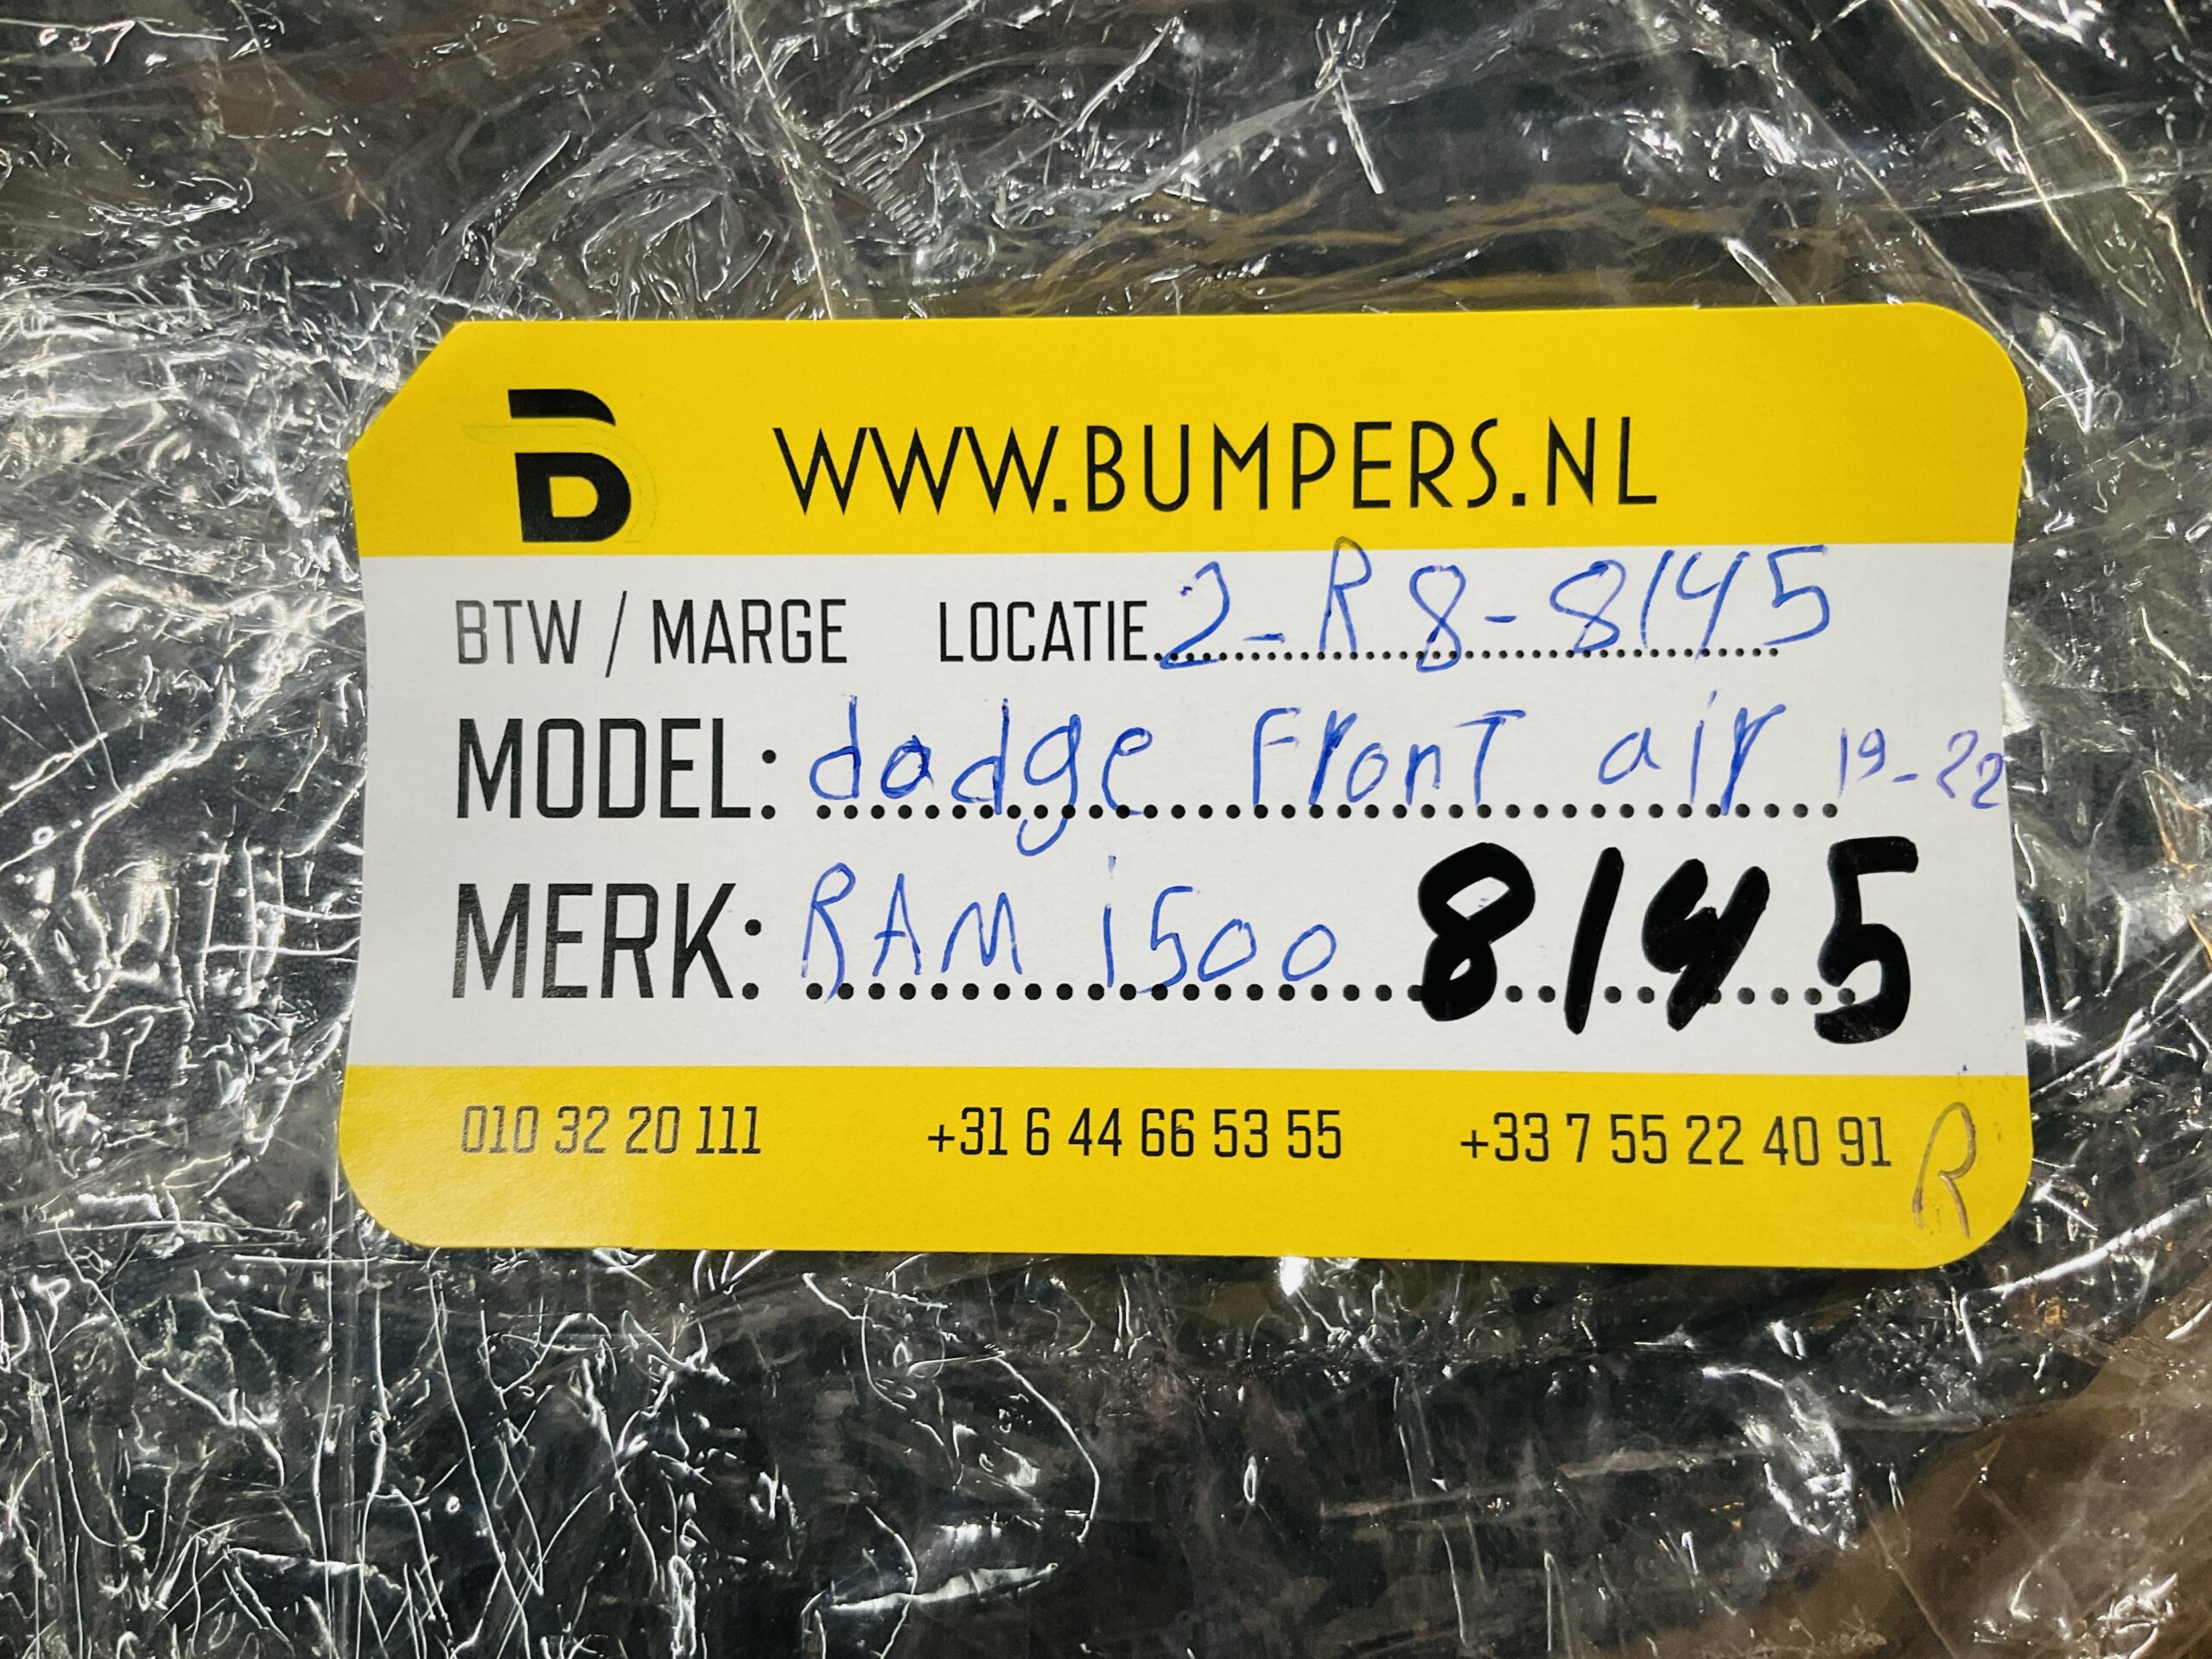 WWW.BUMPERS.NL
BTW / MARGE LOCATIE 2-R8-8145
MODEL: dodge Front air 19-22
MERK: RAM 1500 8145
010 32 20 111 +31 6 44 66 53 55 +33 7 55 22 40 91 R